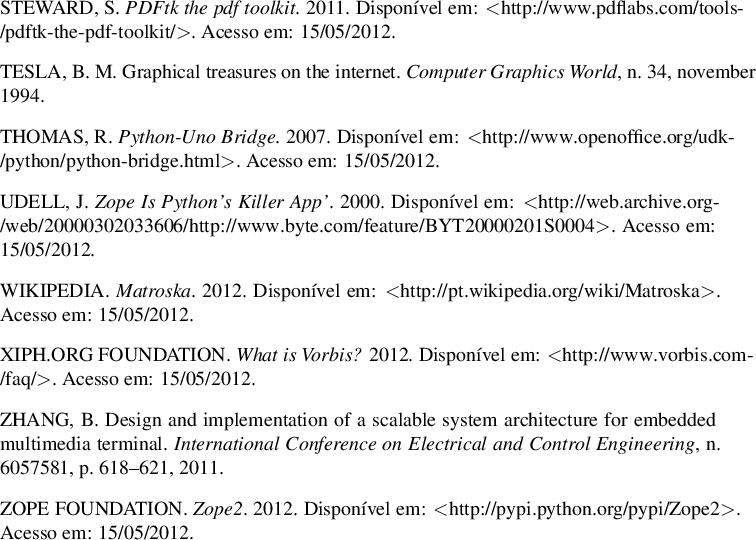 STEWARD, S. PDFtk the pdf toolkit. 2011. Disponível em: <http://www.pdflabs.com/tools-
/pdftk-the-pdf-toolkit/>. Acesso em: 15/05/2012.
TESLA, B. M. Graphical treasures on the internet. Computer Graphics World, n. 34, november
1994.
THOMAS, R. Python-Uno Bridge. 2007. Disponível em: <http://www.openoffice.org/udk-
/python/python-bridge.html>. Acesso em: 15/05/2012.
UDELL, J. Zope Is Python's Killer App'. 2000. Disponível em: <http://web.archive.org-
/web/20000302033606/http://www.byte.com/feature/BYT20000201S0004>. Acesso em:
15/05/2012.
WIKIPEDIA. Matroska. 2012. Disponível em: <http://pt.wikipedia.org/wiki/Matroska>.
Acesso em: 15/05/2012.
XIPH.ORG FOUNDATION. What is Vorbis? 2012. Disponível em: <http://www.vorbis.com-
/faq/>. Acesso em: 15/05/2012.
ZHANG, B. Design and implementation of a scalable system architecture for embedded
multimedia terminal. International Conference on Electrical and Control Engineering, n.
6057581, p. 618–621, 2011.
ZOPE FOUNDATION. Zope2. 2012. Disponível em: <http://pypi.python.org/pypi/Zope2>.
Acesso em: 15/05/2012.